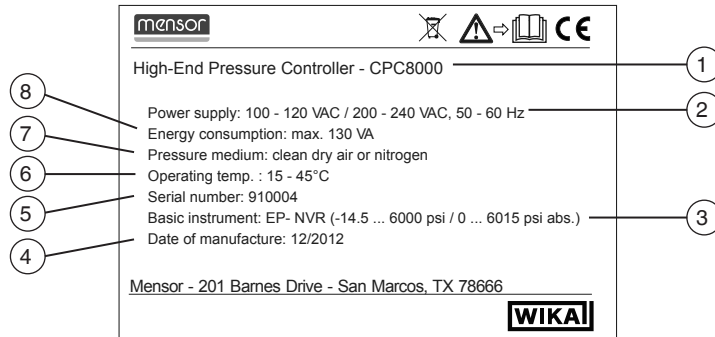 mensor
CE
High-End Pressure Controller - CPC8000
1
Power supply: 100 - 120 VAC / 200 - 240 VAC, 50 - 60 Hz
2
8
Energy consumption: max. 130 VA
7
Pressure medium: clean dry air or nitrogen
6
Operating temp. : 15 - 45°C
5
Serial number: 910004
Basic instrument: EP- NVR (-14.5 ... 6000 psi / 0 ... 6015 psi abs.)
3
4
Date of manufacture: 12/2012
Mensor - 201 Barnes Drive - San Marcos, TX 78666
WIKA